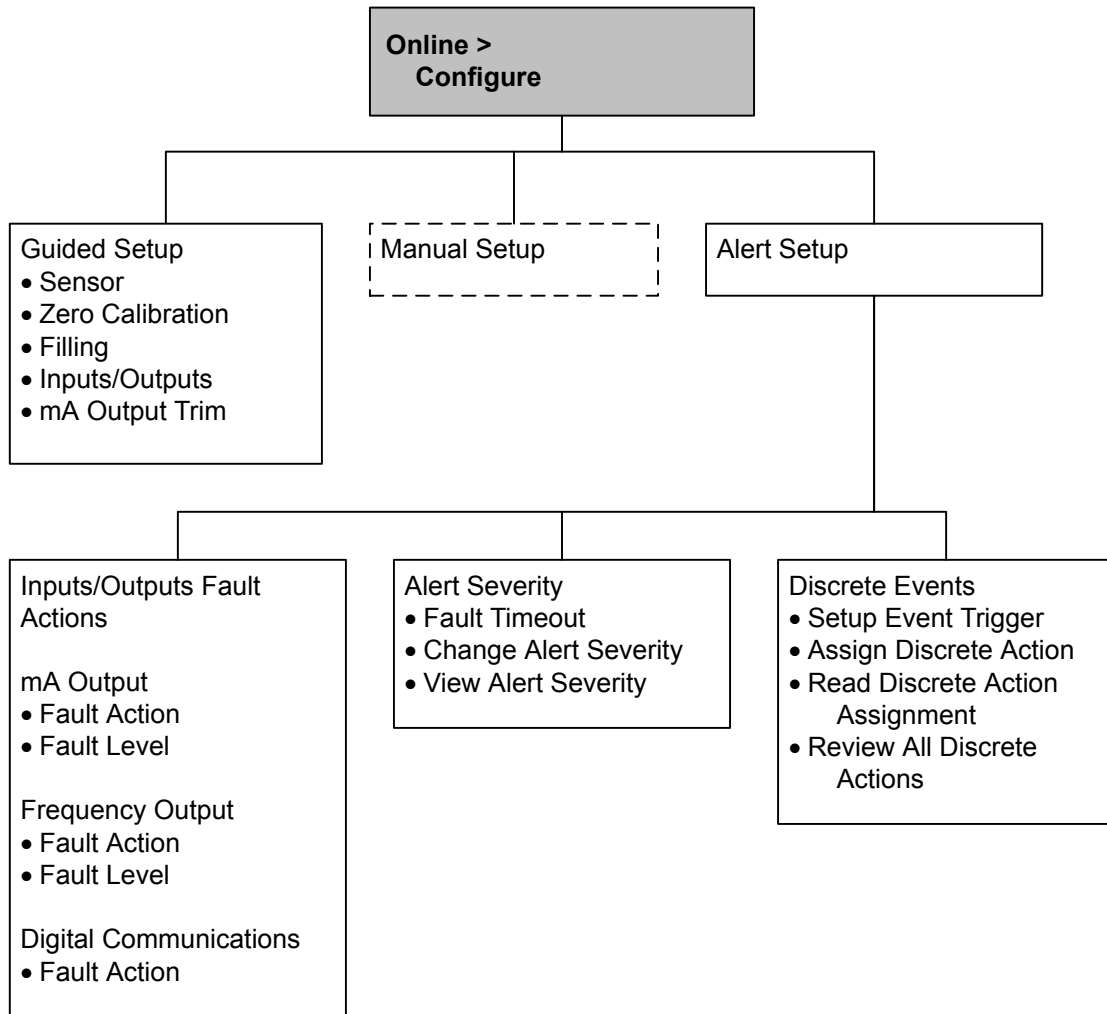 Online >
Configure
Guided Setup
• Sensor
• Zero Calibration
• Filling
• Inputs/Outputs
• mA Output Trim
Manual Setup
Alert Setup
Inputs/Outputs Fault
Actions
mA Output
• Fault Action
• Fault Level
Frequency Output
• Fault Action
• Fault Level
Digital Communications
• Fault Action
Alert Severity
• Fault Timeout
• Change Alert Severity
• View Alert Severity
Discrete Events
• Setup Event Trigger
• Assign Discrete Action
• Read Discrete Action
Assignment
• Review All Discrete
Actions